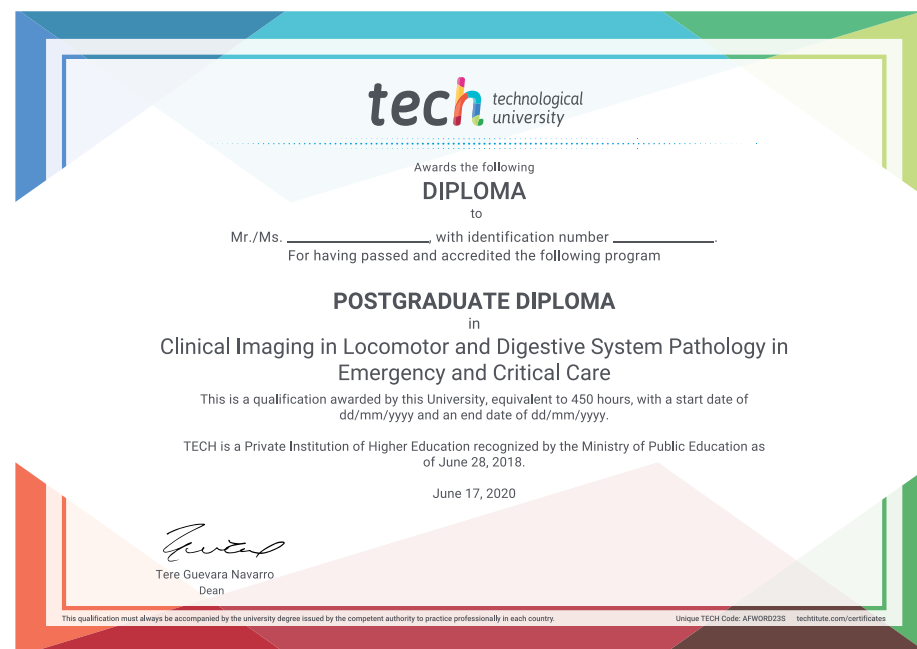 tech technological
university
Awards the following
DIPLOMA
to
Mr./Ms. ____________, with identification number ____________.
For having passed and accredited the following program
POSTGRADUATE DIPLOMA
in
Clinical Imaging in Locomotor and Digestive System Pathology in
Emergency and Critical Care
This is a qualification awarded by this University, equivalent to 450 hours, with a start date of
dd/mm/yyyy and an end date of dd/mm/yyyy.
TECH is a Private Institution of Higher Education recognized by the Ministry of Public Education as
of June 28, 2018.
June 17, 2020
Tere Guevara Navarro
Dean
This qualification must always be accompanied by the university degree issued by the competent authority to practice professionally in each country.
Unique TECH Code: AFWORD23S techtitute.com/certificates